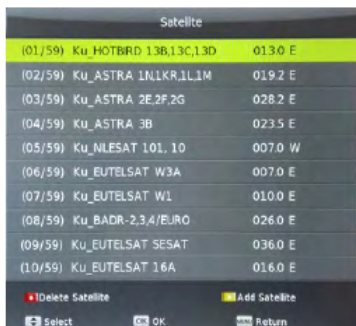 Satellite
(01/59) Ku_HOTBIRD 13B,13C,13D 013.0 E
(02/59) Ku_ASTRA 1N,1KR,1L,1M 019.2 E
(03/59) Ku_ASTRA 2E,2F,2G 028.2 E
(04/59) Ku_ASTRA 3B 023.5 E
(05/59) Ku_NILESAT 101, 10 007.0 W
(06/59) Ku_EUTELSAT W3A 007.0 E
(07/59) Ku_EUTELSAT W1 010.0 E
(08/59) Ku_BADR-2,3,4/EURO 026.0 E
(09/59) Ku_EUTELSAT SESAT 036.0 E
(10/59) Ku_EUTELSAT 16A 016.0 E
Delete Satellite Add Satellite
Select OK OK MENU Return